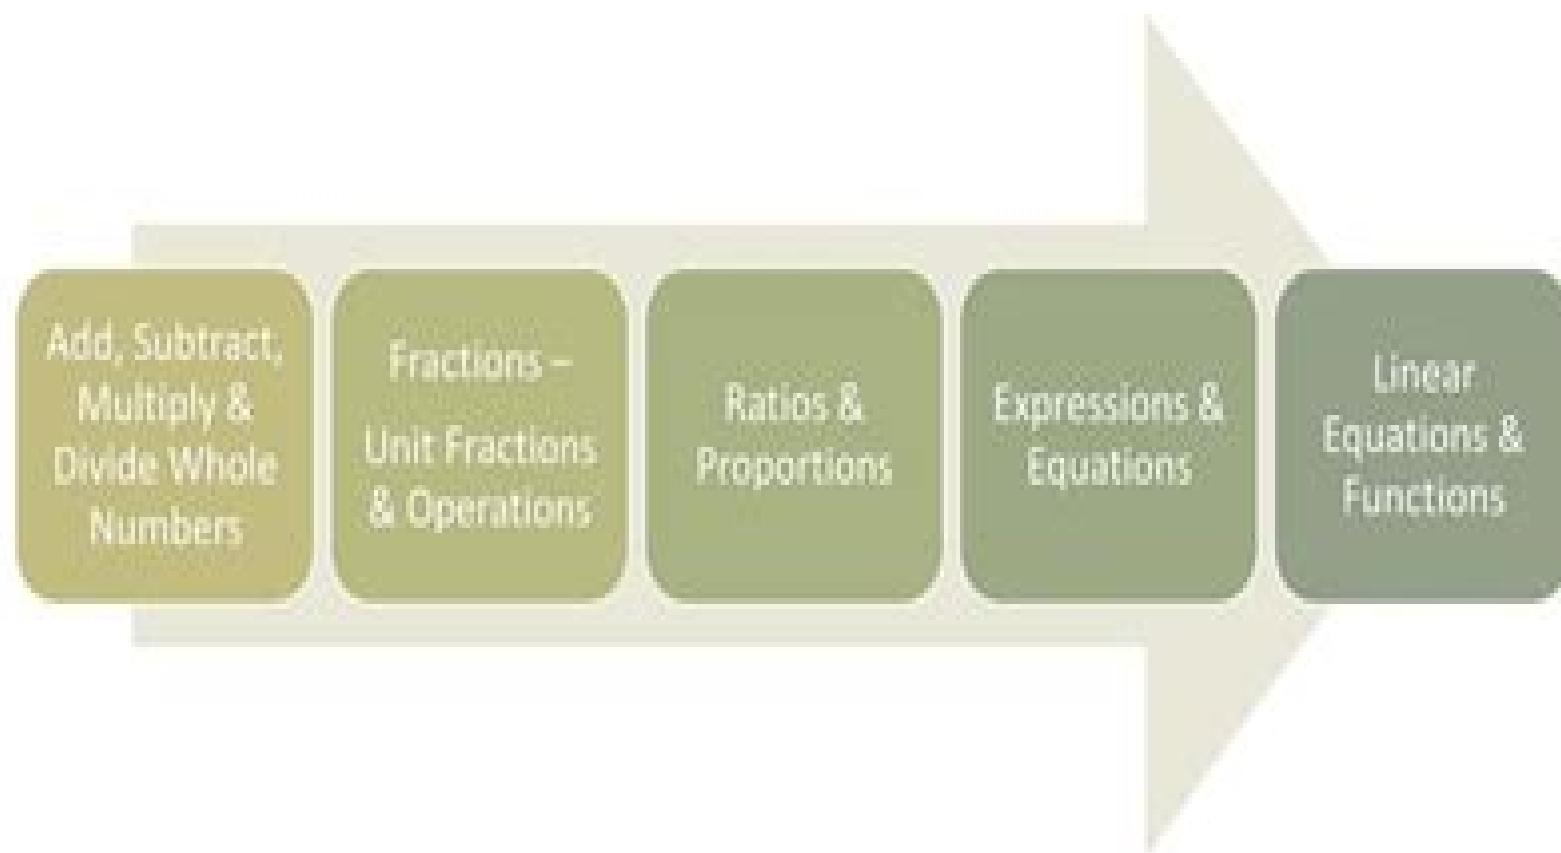 Add, Subtract,
Multiply &
Divide Whole
Numbers
Fractions –
Unit Fractions
& Operations
Ratios &
Proportions
Expressions &
Equations
Linear
Equations &
Functions